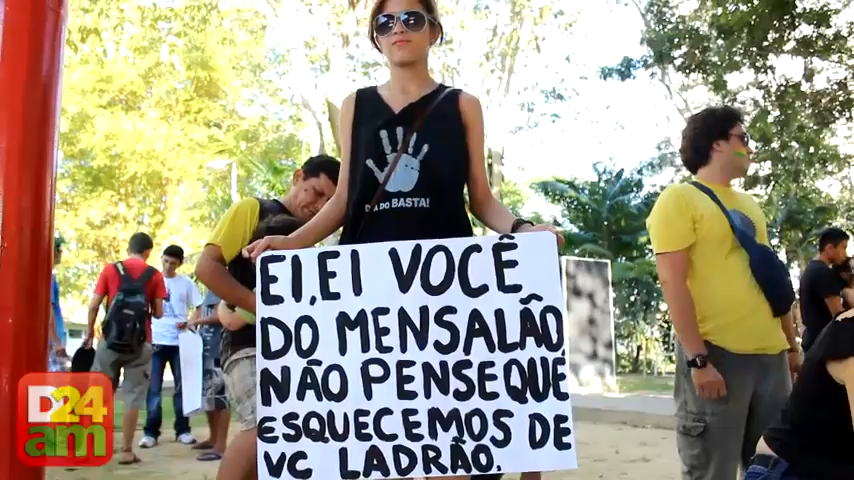 DIA DO BASTA!
EI, EI VOCÊ
DO MENSALÃO
NÃO PENSE QUE
ESQUECEMOS DE
VC LADRÃO.
D24
am